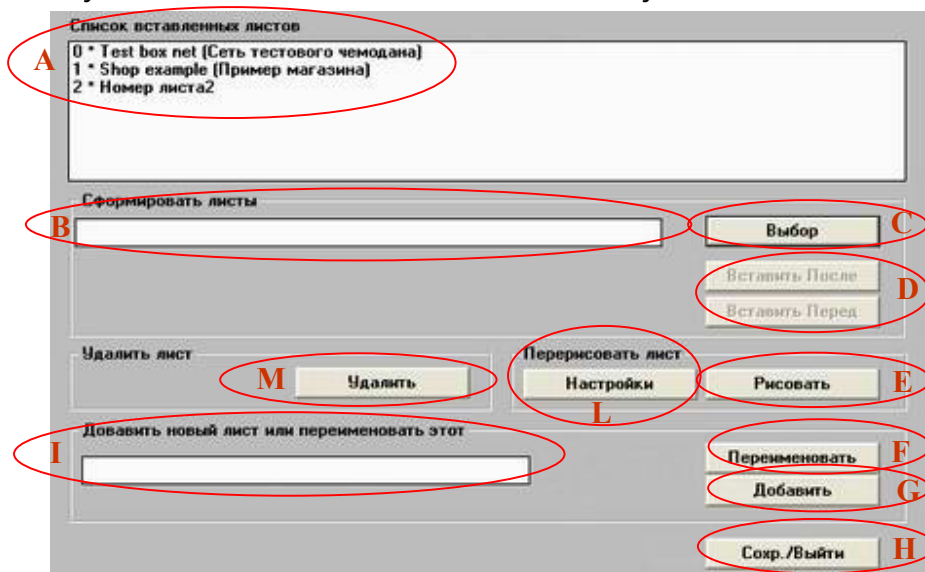 Список вставленных листов
A
0 * Test box net (Сеть тестового чемодана)
1 * Shop example (Пример магазина)
2 * Номер листа2
Сформировать листы
B
Выбор C
Вставить После
D
Вставить Перед
Удалить лист
Перерисовать лист
M Удалить
Настройки
Рисовать E
L
Довавить новый лист или переименовать этот
I
Переименовать F
Добавить G
Сохр./Выйти H